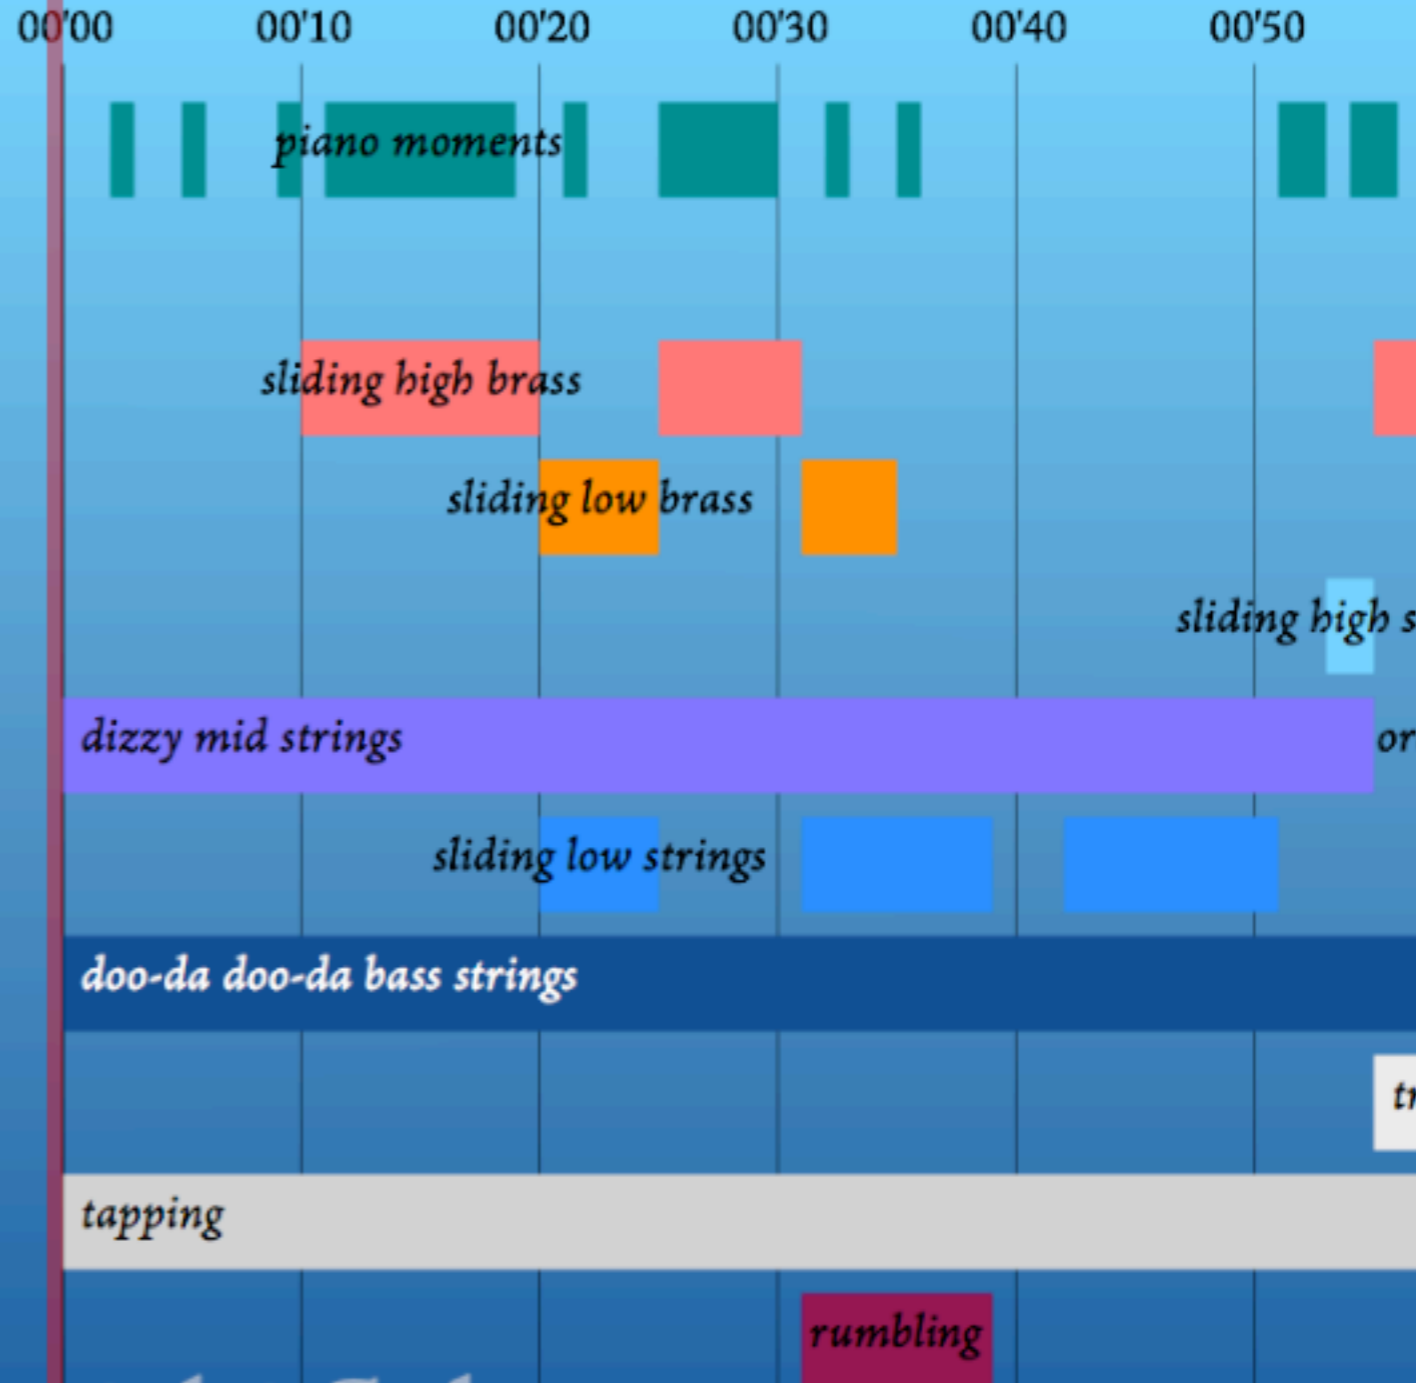 00'00 00'10 00'20 00'30 00'40 00'50
piano moments
sliding high brass
sliding low brass
sliding high
dizzy mid strings
sliding low strings
doo-da doo-da bass strings
tapping
rumbling